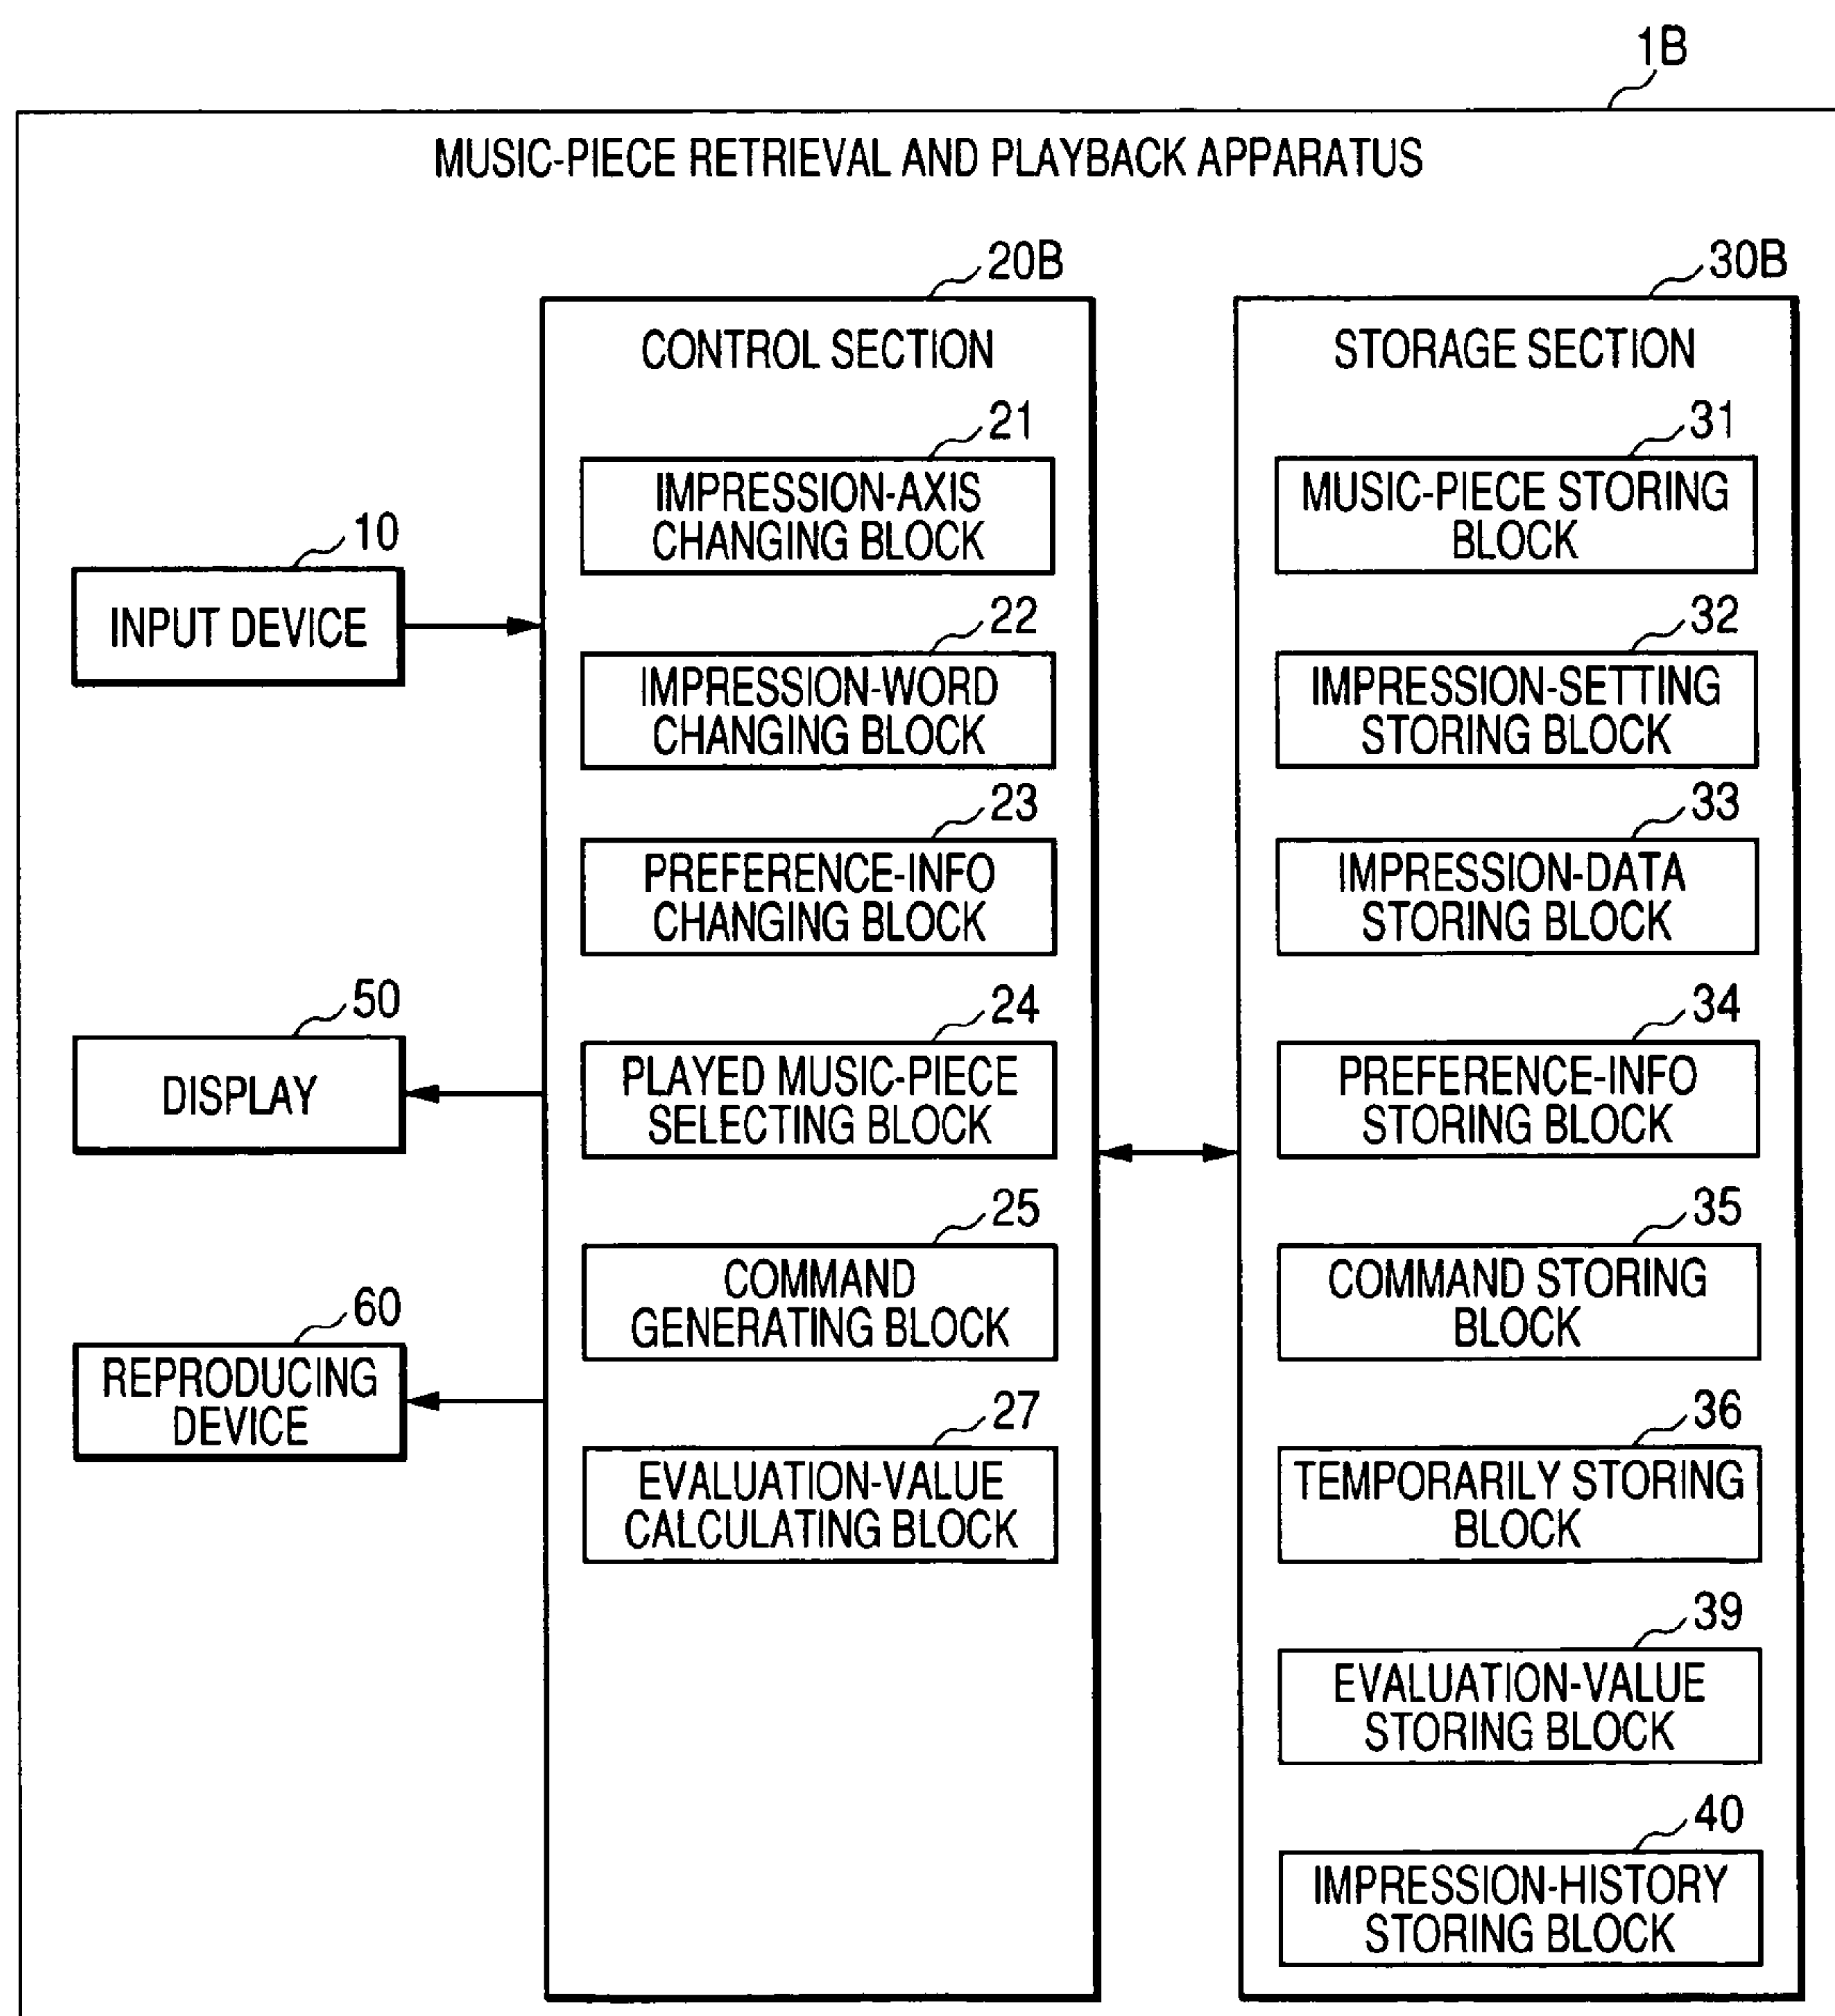 1B
MUSIC-PIECE RETRIEVAL AND PLAYBACK APPARATUS
10
INPUT DEVICE
50
DISPLAY
60
REPRODUCING
DEVICE
20B
CONTROL SECTION
21
IMPRESSION-AXIS
CHANGING BLOCK
22
IMPRESSION-WORD
CHANGING BLOCK
23
PREFERENCE-INFO
CHANGING BLOCK
24
PLAYED MUSIC-PIECE
SELECTING BLOCK
25
COMMAND
GENERATING BLOCK
27
EVALUATION-VALUE
CALCULATING BLOCK
30B
STORAGE SECTION
31
MUSIC-PIECE STORING
BLOCK
32
IMPRESSION-SETTING
STORING BLOCK
33
IMPRESSION-DATA
STORING BLOCK
34
PREFERENCE-INFO
STORING BLOCK
35
COMMAND STORING
BLOCK
36
TEMPORARILY STORING
BLOCK
39
EVALUATION-VALUE
STORING BLOCK
40
IMPRESSION-HISTORY
STORING BLOCK